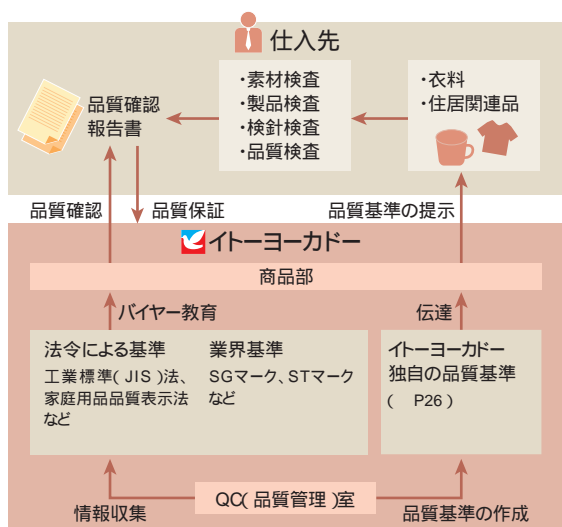 仕入先
品質確認
報告書
・素材検査
・製品検査
・検針検査
・品質検査
・衣料
・住居関連品
品質確認
品質保証
品質基準の提示
イトーヨーカドー
商品部
バイヤー教育
伝達
法令による基準
工業標準(JIS)法、
家庭用品品質表示法
など
業界基準
SGマーク、STマーク
など
イトーヨーカドー
独自の品質基準
( P26 )
QC(品質管理)室
情報収集
品質基準の作成